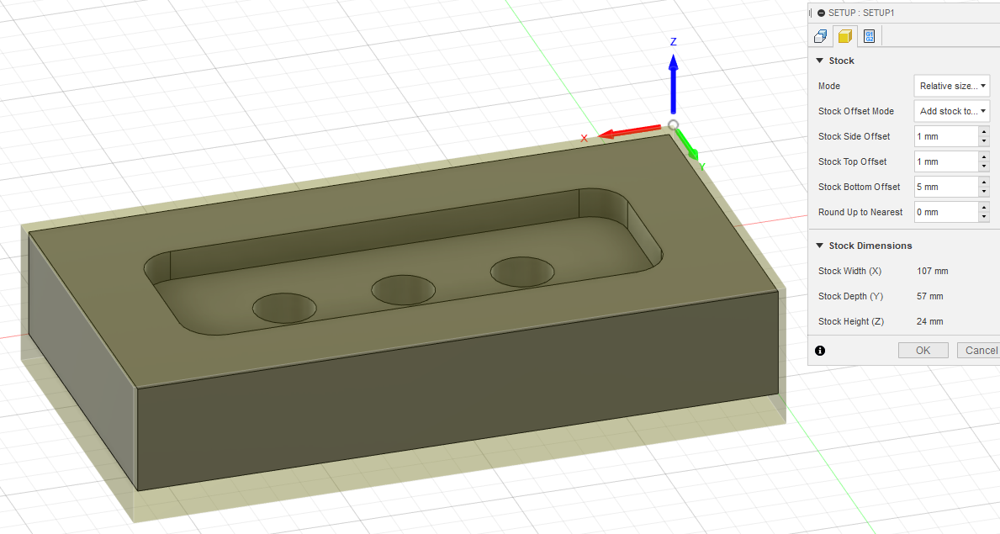 SETUP : SETUP1
G1
G2
Stock
Mode Relative size...
Stock Offset Mode Add stock to...
Stock Side Offset 1 mm
Stock Top Offset 1 mm
Stock Bottom Offset 5 mm
Round Up to Nearest 0 mm
Stock Dimensions
Stock Width (X) 107 mm
Stock Depth (Y) 57 mm
Stock Height (Z) 24 mm
OK Cancel
Z
X
Y